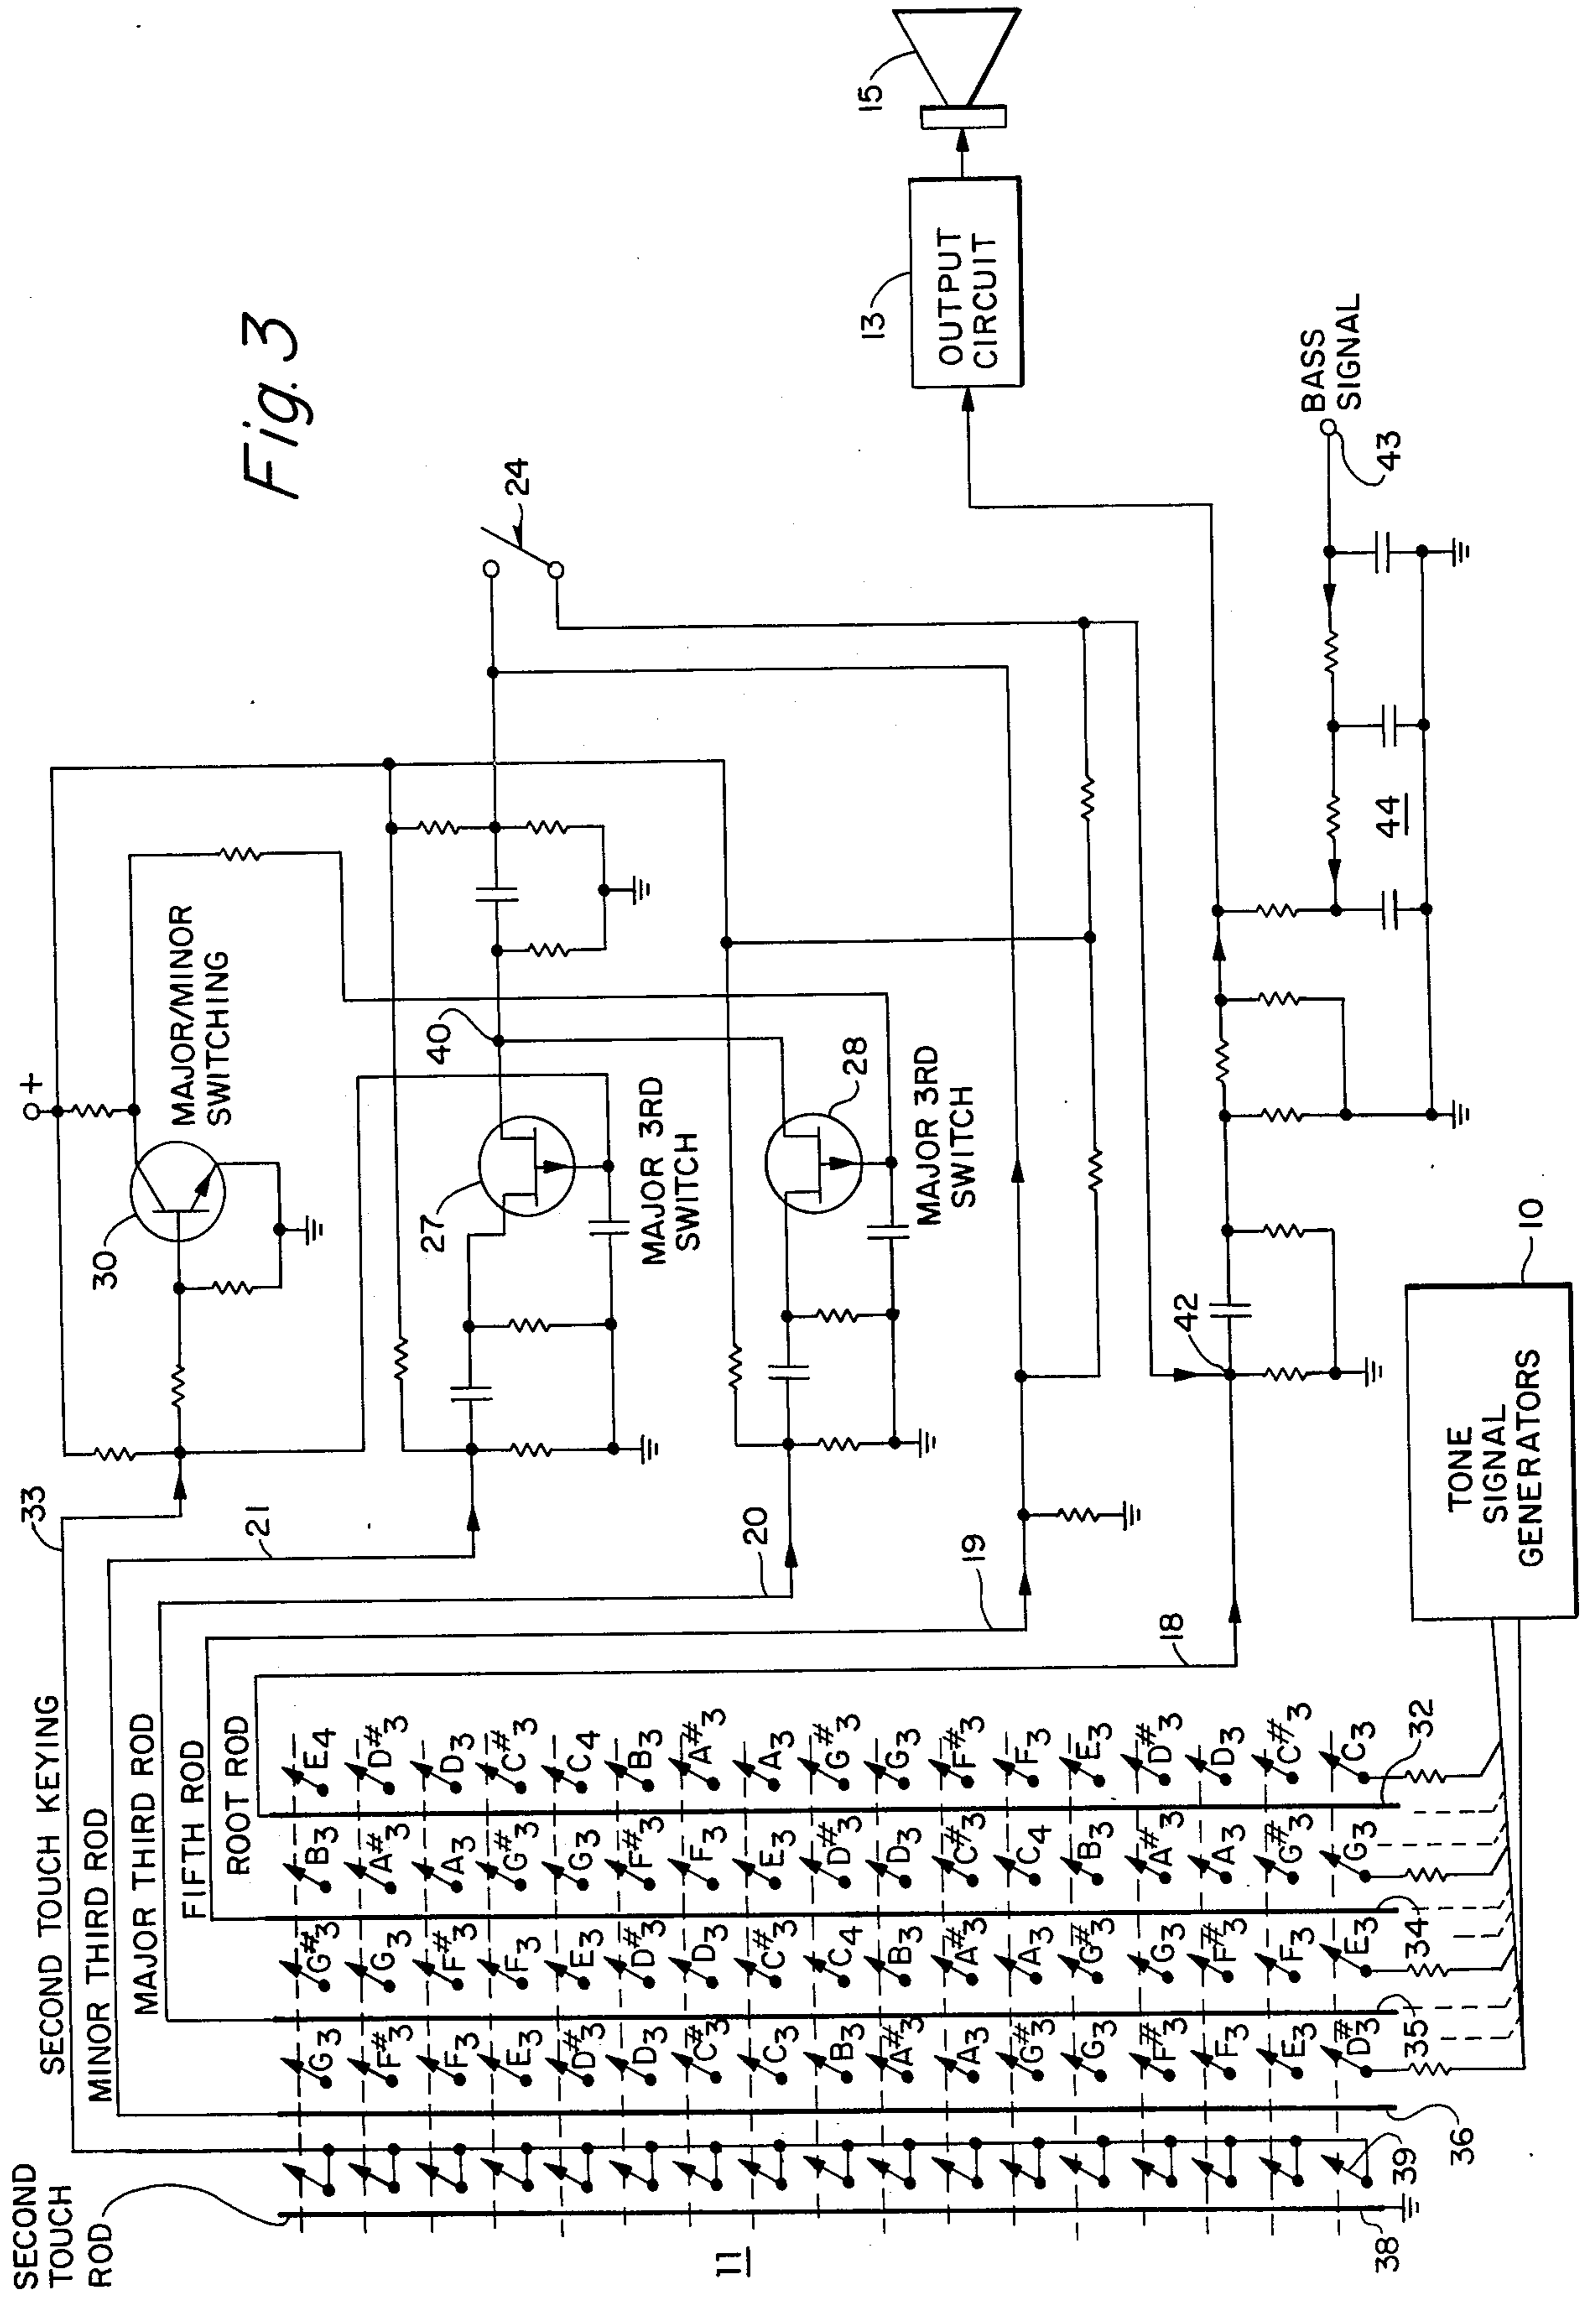 Fig. 3
+
MAJOR/MINOR
SWITCHING
30
33
21
27
MAJOR 3RD
SWITCH
40
24
20
28
MAJOR 3RD
SWITCH
19
18
42
13
OUTPUT
CIRCUIT
15
BASS
SIGNAL
43
44
10
TONE
SIGNAL
GENERATORS
SECOND TOUCH KEYING
MINOR THIRD ROD
MAJOR THIRD ROD
FIFTH ROD
ROOT ROD
SECOND
TOUCH
ROD
G3 G#3 B3 E4
F#3 G3 A#3 D#3
F3 F#3 A3 D3
E3 F3 G#3 C#3
D#3 E3 G3 C4
D3 D#3 F#3 B3
C#3 D3 F3 A#3
C3 C#3 E3 A3
B3 C4 D#3 G#3
A#3 B3 D3 G3
A3 A#3 C#3 F#3
G#3 A3 C4 F3
G3 G#3 B3 E3
F#3 G3 A#3 D#3
F3 F#3 A3 D3
E3 F3 G#3 C#3
D#3 E3 G3 C3
11
38
39
36
35
34
32